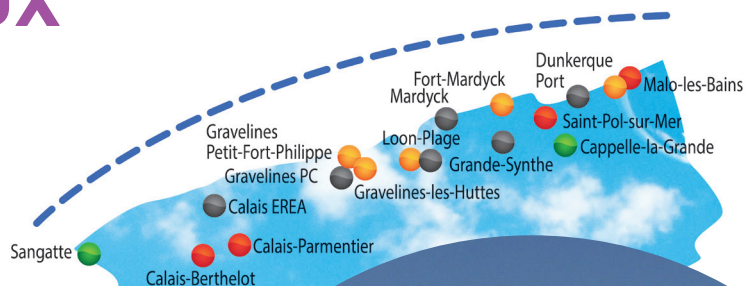 UX
Dunkerque
Port
Malo-les-Bains
Fort-Mardyck
Mardyck
Saint-Pol-sur-Mer
Cappelle-la-Grande
Loon-Plage
Grande-Synthe
Gravelines
Petit-Fort-Philippe
Gravelines PC
Gravelines-les-Huttes
Calais EREA
Calais-Parmentier
Sangatte
Calais-Berthelot